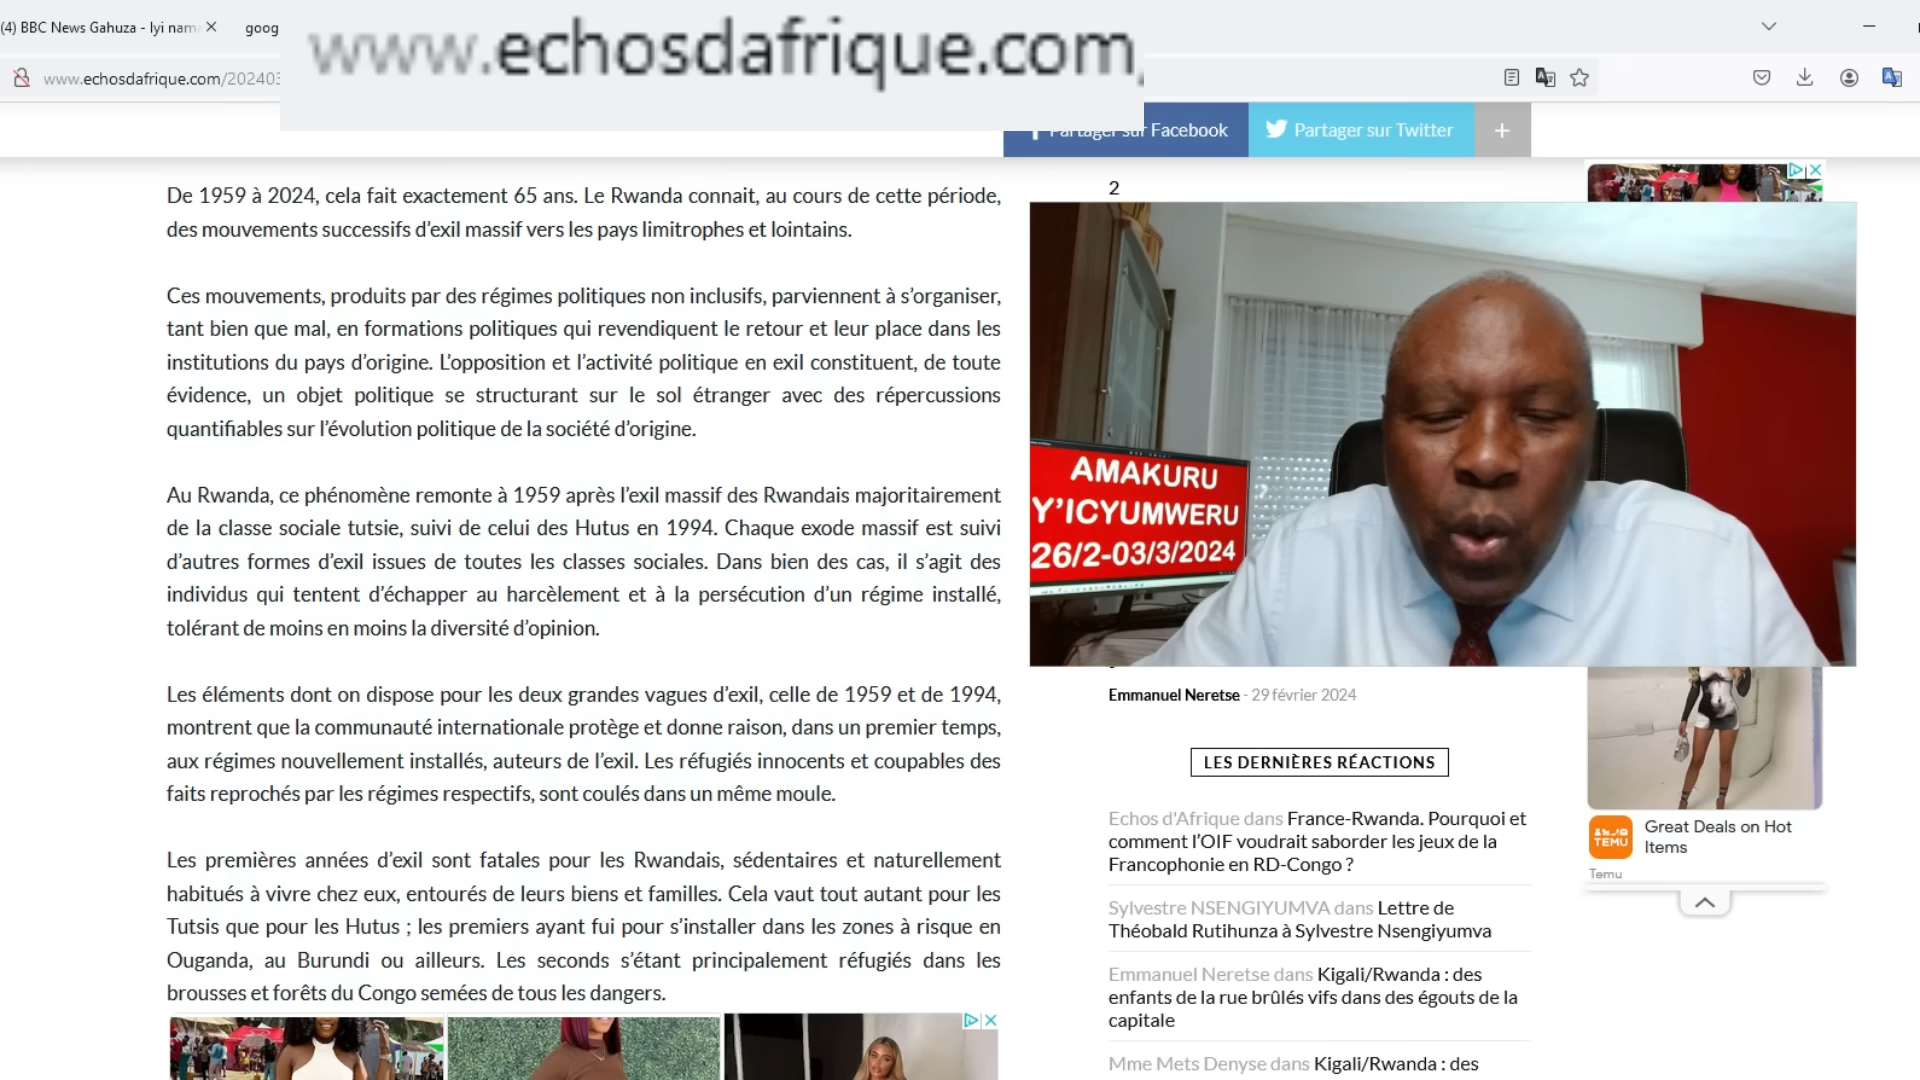 (4) BBC News Gahuza - Iyi nam
goog
www.echosdafrique.com
www.echosdafrique.com/20240
Partager sur Facebook
Partager sur Twitter
+
De 1959 à 2024, cela fait exactement 65 ans. Le Rwanda connait, au cours de cette période,
des mouvements successifs d’exil massif vers les pays limitrophes et lointains.
Ces mouvements, produits par des régimes politiques non inclusifs, parviennent à s’organiser,
tant bien que mal, en formations politiques qui revendiquent le retour et leur place dans les
institutions du pays d’origine. L’opposition et l’activité politique en exil constituent, de toute
évidence, un objet politique se structurant sur le sol étranger avec des répercussions
quantifiables sur l’évolution politique de la société d’origine.
Au Rwanda, ce phénomène remonte à 1959 après l’exil massif des Rwandais majoritairement
de la classe sociale tutsie, suivi de celui des Hutus en 1994. Chaque exode massif est suivi
d’autres formes d’exil issues de toutes les classes sociales. Dans bien des cas, il s’agit des
individus qui tentent d’échapper au harcèlement et à la persécution d’un régime installé,
tolérant de moins en moins la diversité d’opinion.
Les éléments dont on dispose pour les deux grandes vagues d’exil, celle de 1959 et de 1994,
montrent que la communauté internationale protège et donne raison, dans un premier temps,
aux régimes nouvellement installés, auteurs de l’exil. Les réfugiés innocents et coupables des
faits reprochés par les régimes respectifs, sont coulés dans un même moule.
Les premières années d’exil sont fatales pour les Rwandais, sédentaires et naturellement
habitués à vivre chez eux, entourés de leurs biens et familles. Cela vaut tout autant pour les
Tutsis que pour les Hutus ; les premiers ayant fui pour s’installer dans les zones à risque en
Ouganda, au Burundi ou ailleurs. Les seconds s’étant principalement réfugiés dans les
brousses et forêts du Congo semées de tous les dangers.
2
AMAKURU
Y’ICYUMWERU
26/2-03/3/2024
Emmanuel Neretse - 29 février 2024
LES DERNIÈRES RÉACTIONS
Echos d'Afrique dans France-Rwanda. Pourquoi et
comment l’OIF voudrait saborder les jeux de la
Francophonie en RD-Congo ?
Sylvestre NSENGIYUMVA dans Lettre de
Théobald Rutihunza à Sylvestre Nsengiyumva
Emmanuel Neretse dans Kigali/Rwanda : des
enfants de la rue brûlés vifs dans des égouts de la
capitale
Mme Mets Denyse dans Kigali/Rwanda : des
TEMU
Great Deals on Hot
Items
Temu